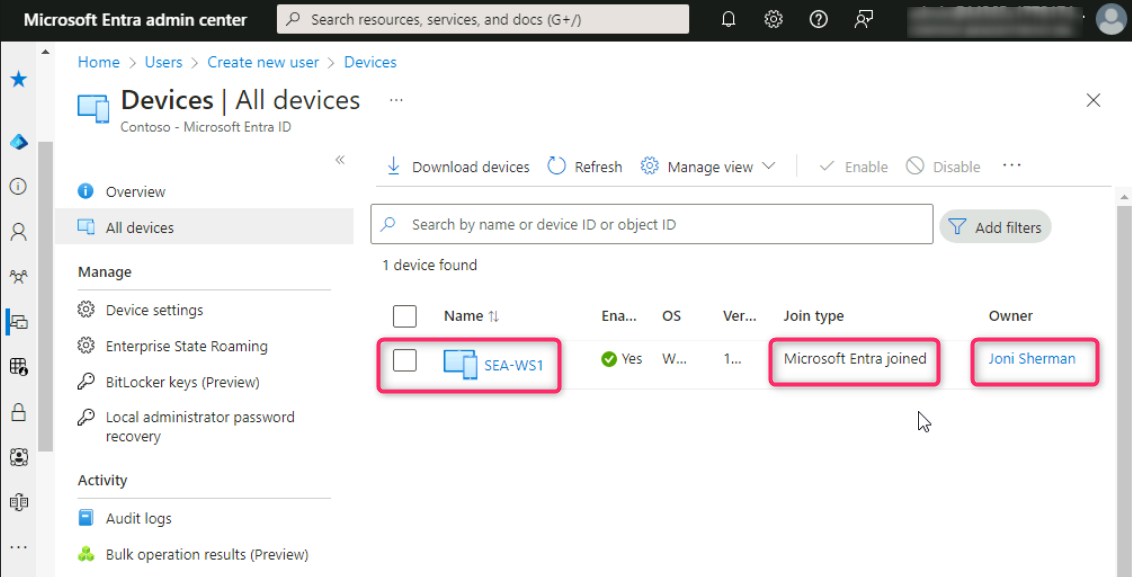 Microsoft Entra admin center
Search resources, services, and docs (G+/)
Home > Users > Create new user > Devices
Devices | All devices ...
Contoso - Microsoft Entra ID
«
Overview
All devices
Manage
Device settings
Enterprise State Roaming
BitLocker keys (Preview)
Local administrator password
recovery
Activity
Audit logs
Bulk operation results (Preview)
Download devices Refresh Manage view Enable Disable ...
Search by name or device ID or object ID
Add filters
1 device found
Name ↑↓ Ena... OS Ver... Join type Owner
SEA-WS1 Yes W... 1... Microsoft Entra joined Joni Sherman